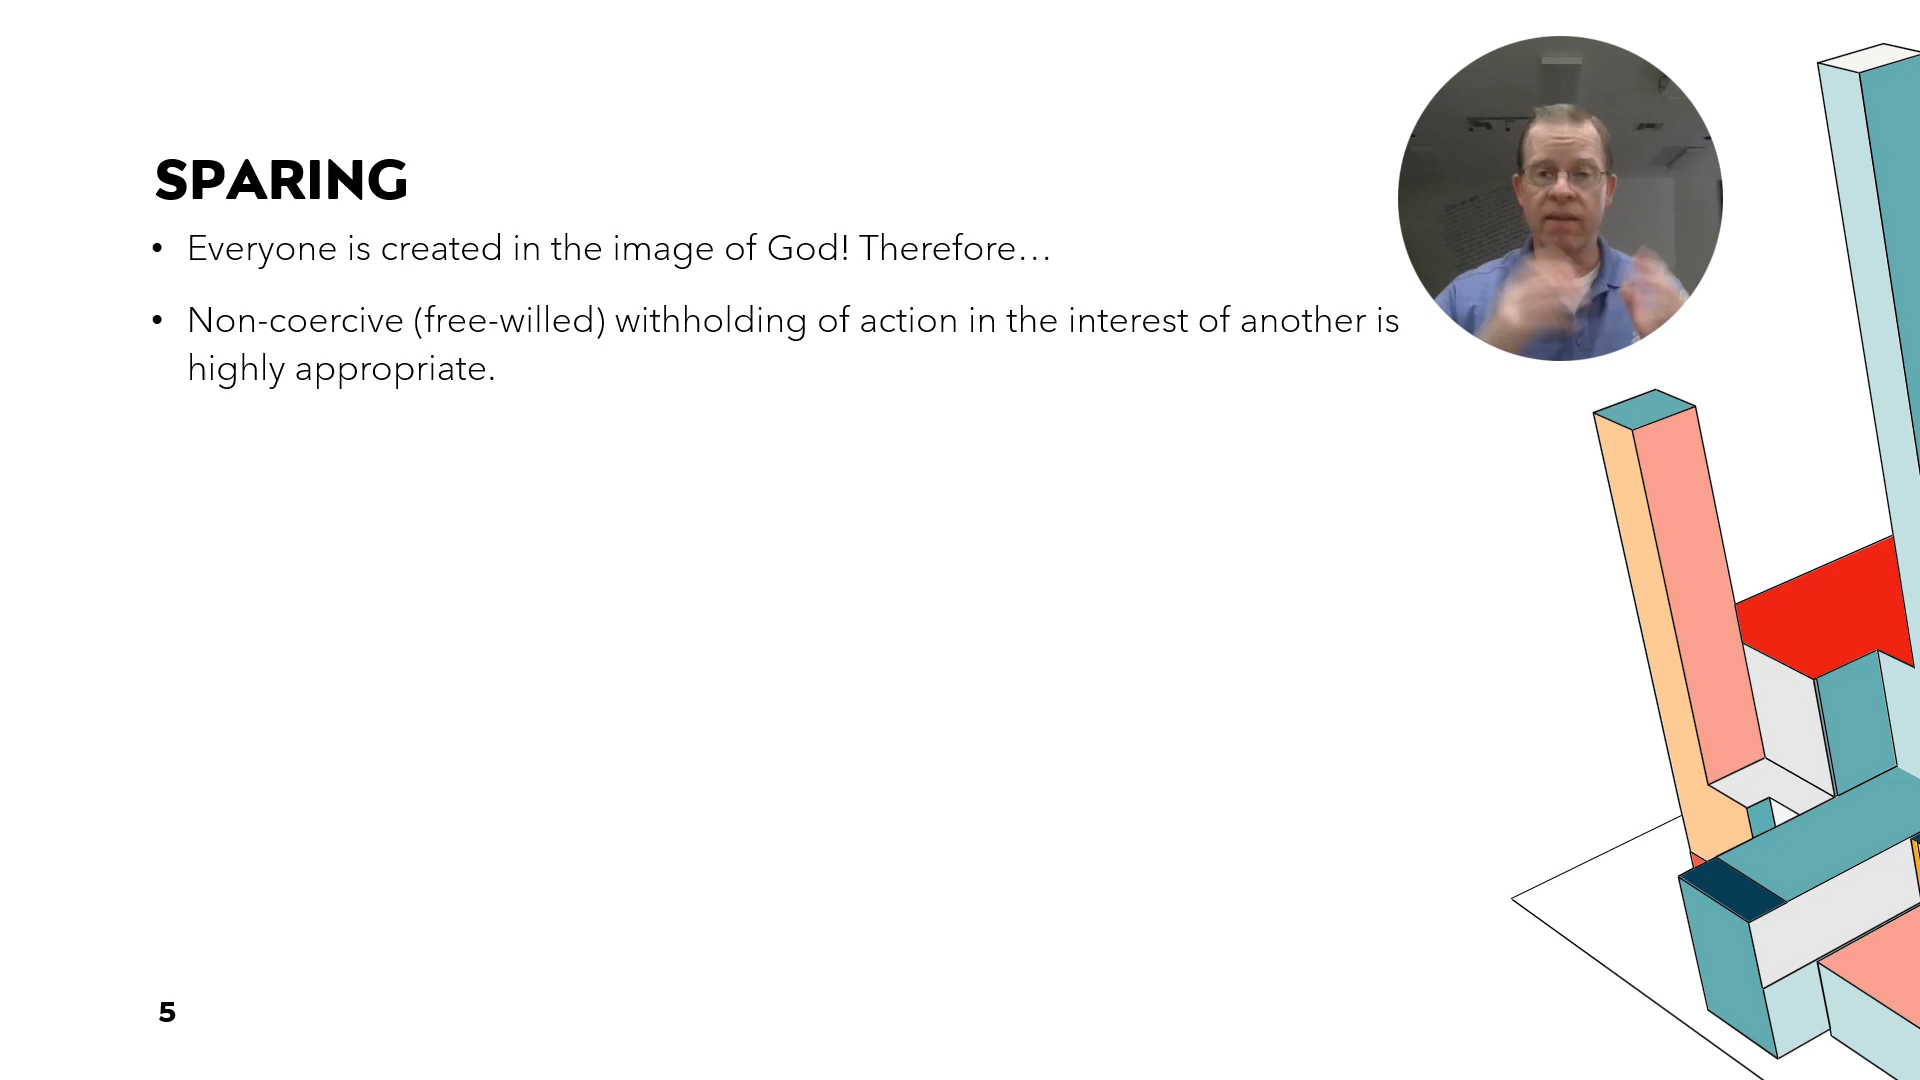 SPARING
• Everyone is created in the image of God! Therefore…
• Non-coercive (free-willed) withholding of action in the interest of another is
highly appropriate.
5